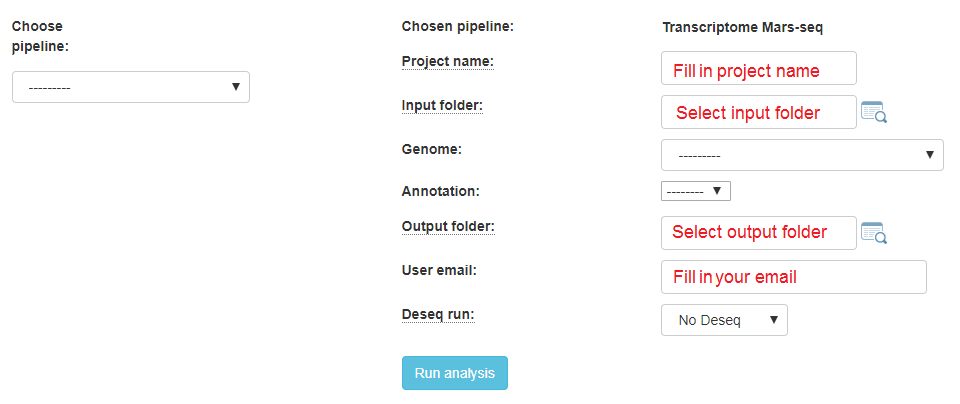 Choose
pipeline:
---------
Chosen pipeline:
Transcriptome Mars-seq
Project name:
Fill in project name
Input folder:
Select input folder
Genome:
---------
Annotation:
--------
Output folder:
Select output folder
User email:
Fill in your email
Deseq run:
No Deseq
Run analysis